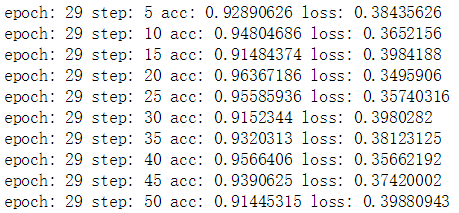 epoch: 29 step: 5 acc: 0.92890626 loss: 0.38435626
epoch: 29 step: 10 acc: 0.94804686 loss: 0.3652156
epoch: 29 step: 15 acc: 0.91484374 loss: 0.3984188
epoch: 29 step: 20 acc: 0.96367186 loss: 0.3495906
epoch: 29 step: 25 acc: 0.95585936 loss: 0.35740316
epoch: 29 step: 30 acc: 0.9152344 loss: 0.3980282
epoch: 29 step: 35 acc: 0.9320313 loss: 0.38123125
epoch: 29 step: 40 acc: 0.9566406 loss: 0.35662192
epoch: 29 step: 45 acc: 0.9390625 loss: 0.37420002
epoch: 29 step: 50 acc: 0.91445315 loss: 0.39880943